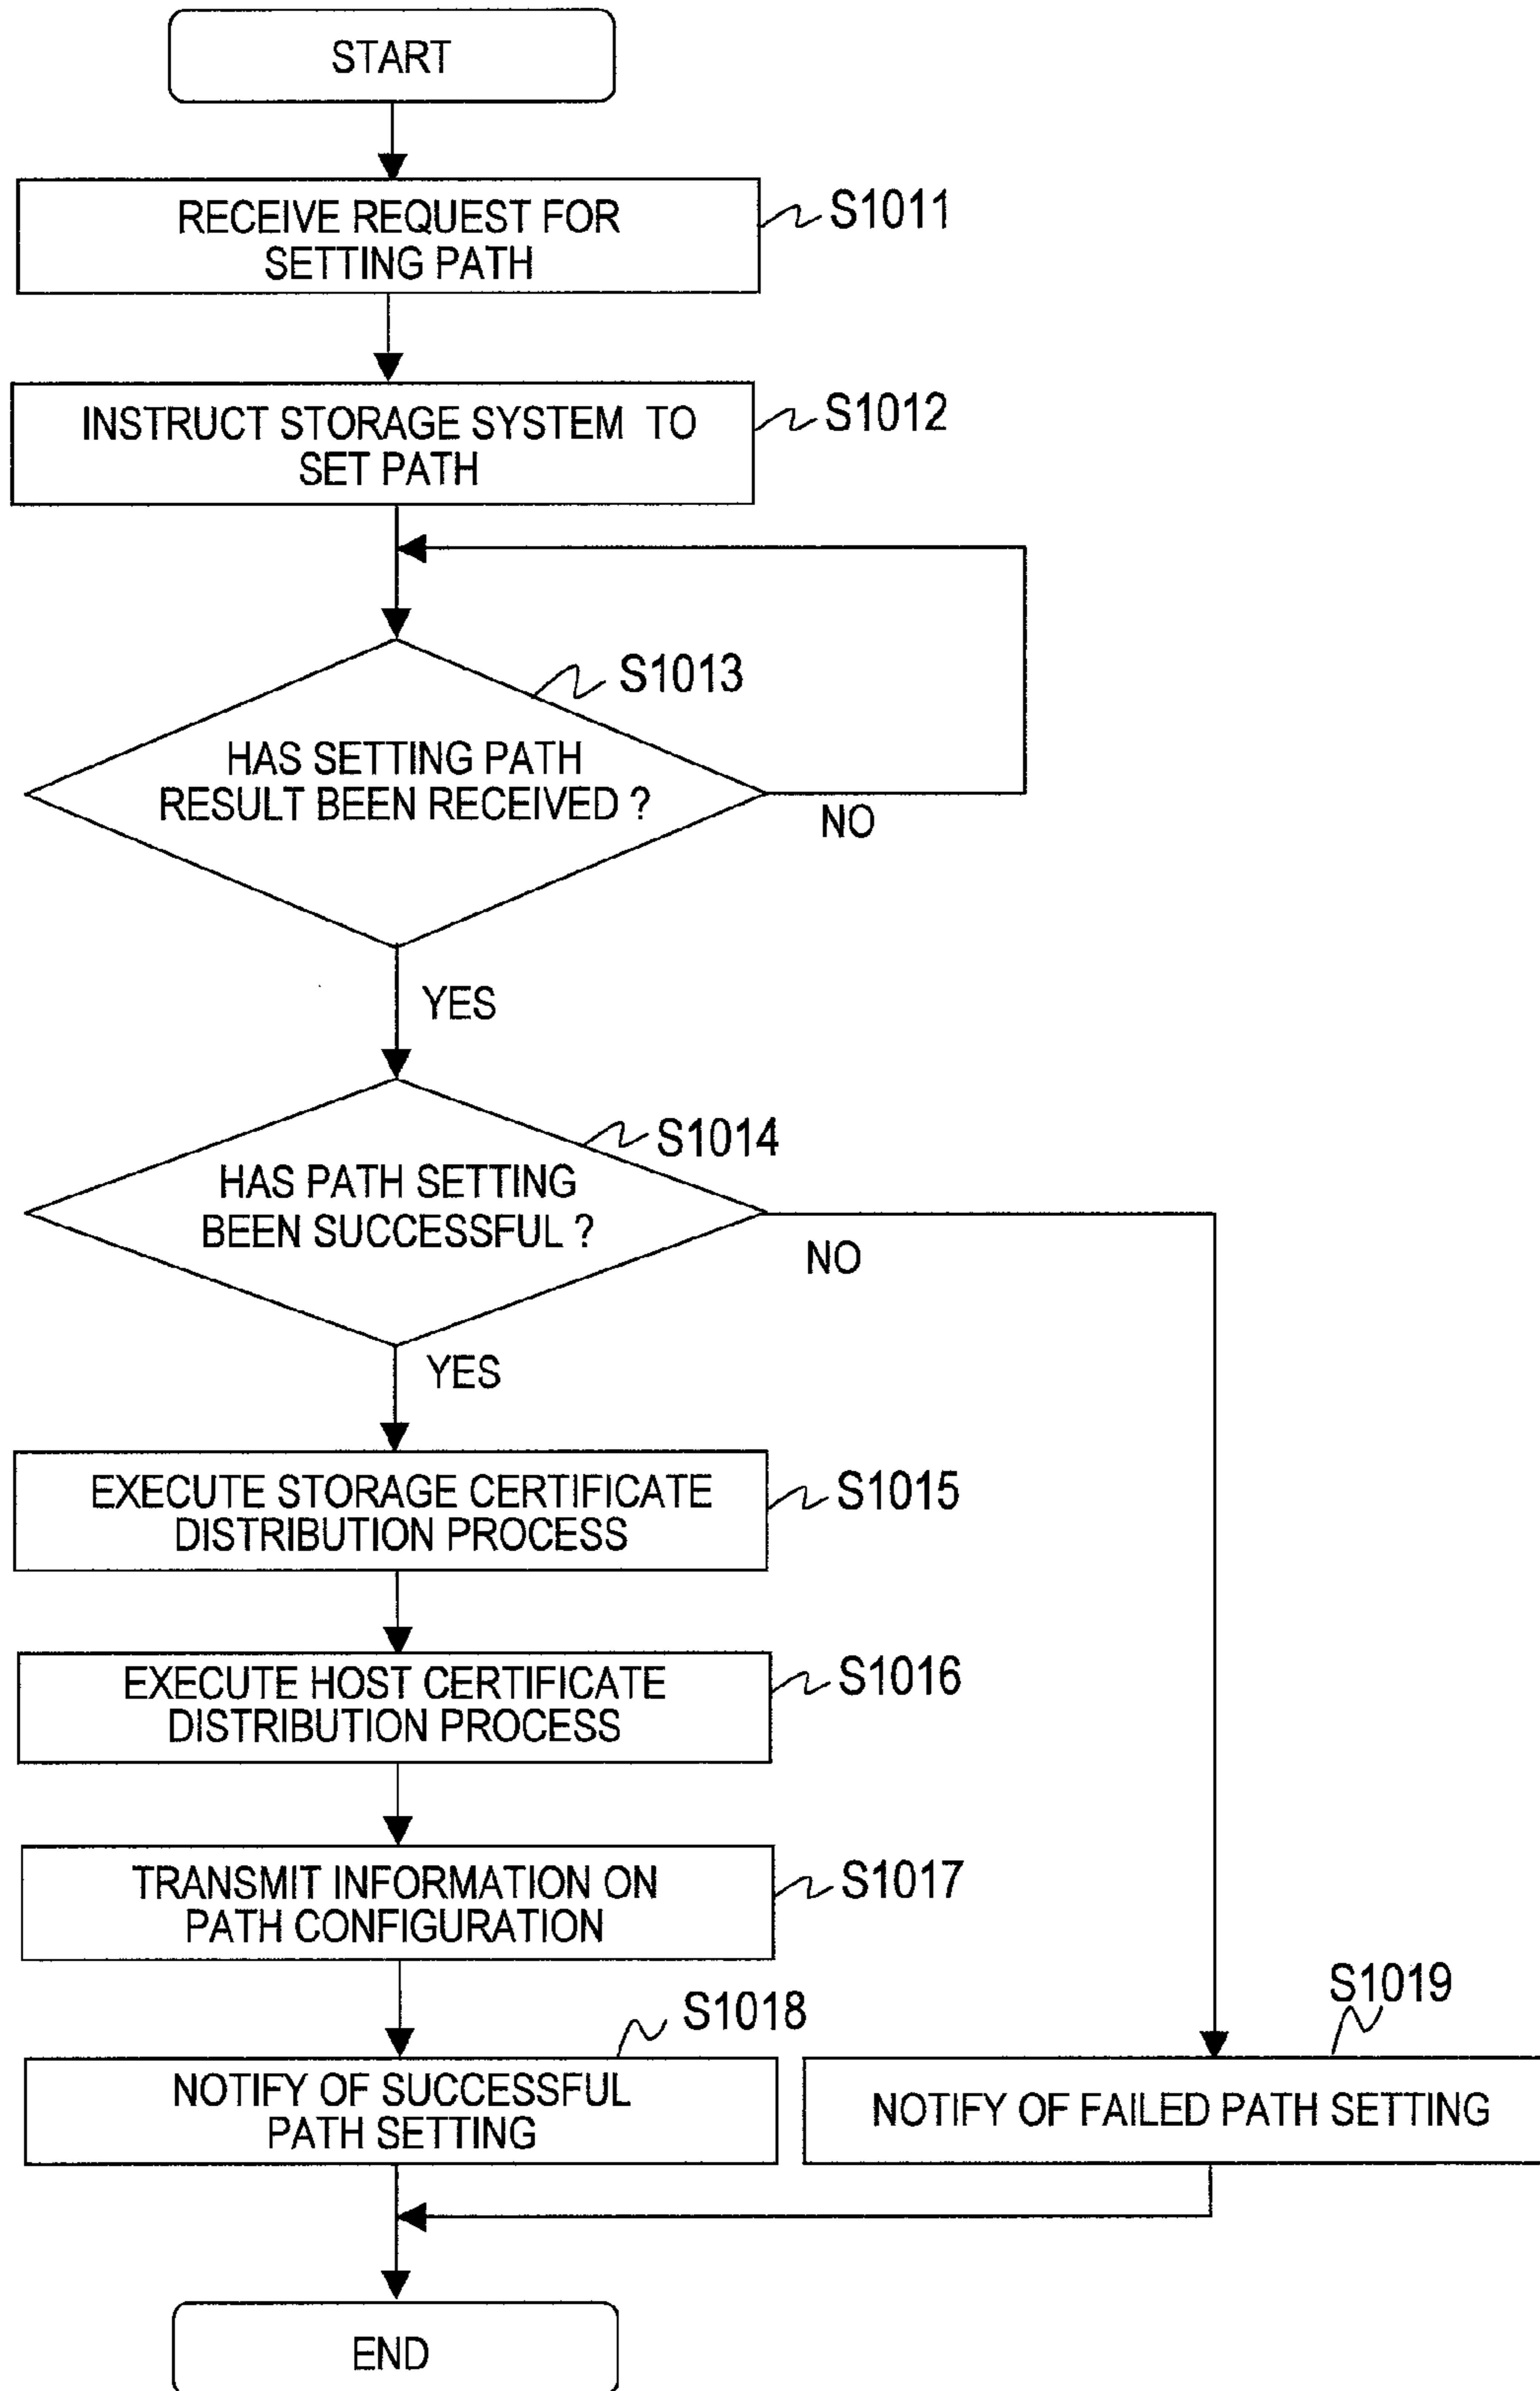 START
RECEIVE REQUEST FOR
SETTING PATH
S1011
INSTRUCT STORAGE SYSTEM TO
SET PATH
S1012
S1013
HAS SETTING PATH
RESULT BEEN RECEIVED ?
NO
YES
S1014
HAS PATH SETTING
BEEN SUCCESSFUL ?
NO
YES
EXECUTE STORAGE CERTIFICATE
DISTRIBUTION PROCESS
S1015
EXECUTE HOST CERTIFICATE
DISTRIBUTION PROCESS
S1016
TRANSMIT INFORMATION ON
PATH CONFIGURATION
S1017
S1018
NOTIFY OF SUCCESSFUL
PATH SETTING
S1019
NOTIFY OF FAILED PATH SETTING
END